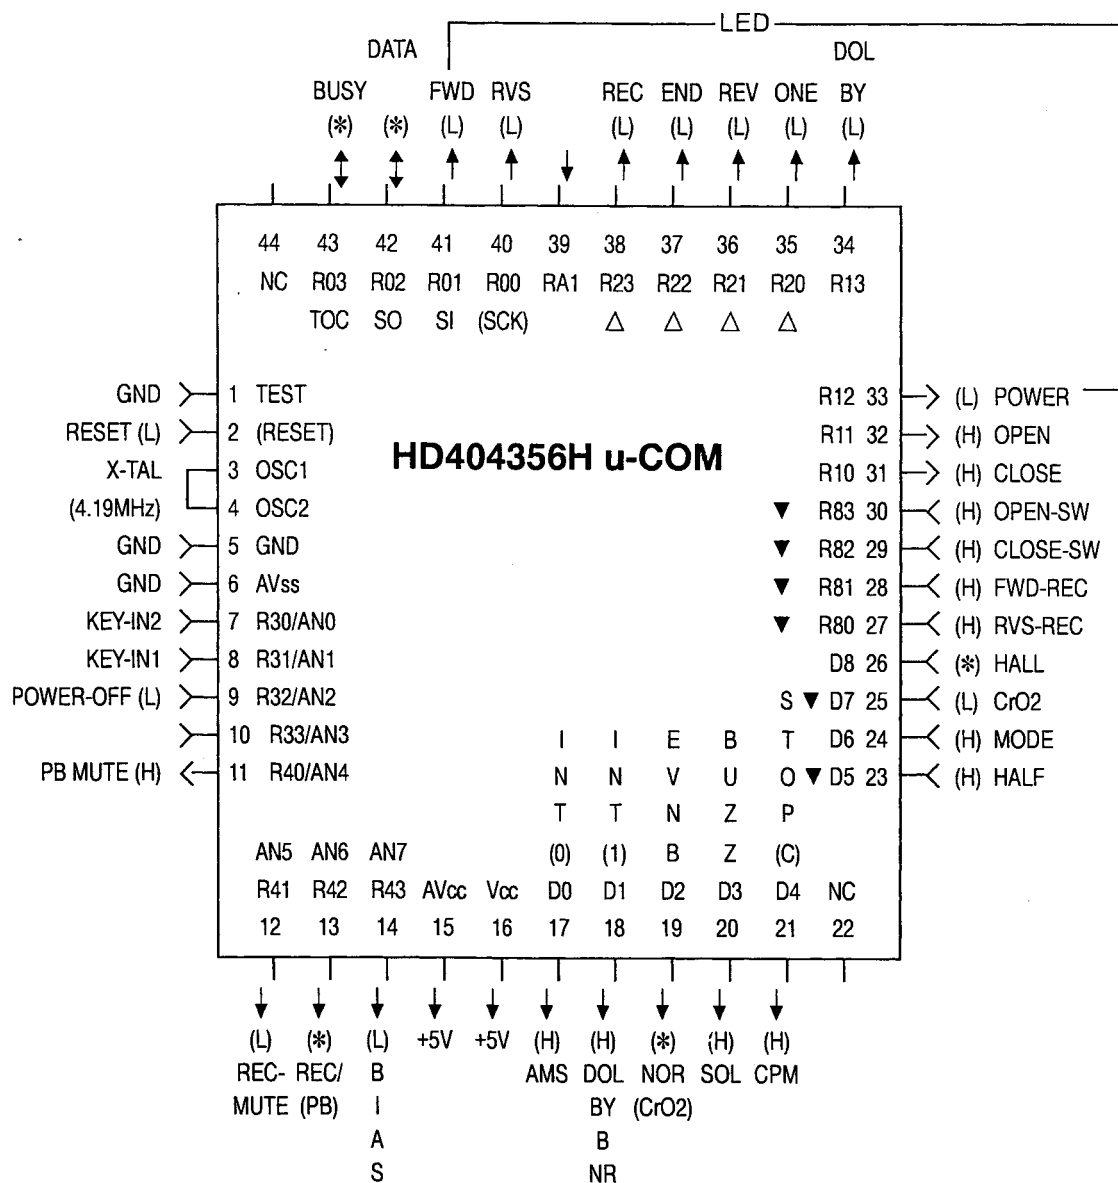 LED
DATA DOL
BUSY FWD RVS REC END REV ONE BY
(*) (*) (L) (L) (L) (L) (L) (L) (L)
44 43 42 41 40 39 38 37 36 35 34
NC R03 R02 R01 R00 RA1 R23 R22 R21 R20 R13
TOC SO SI (SCK) △ △ △ △
GND 1 TEST
RESET (L) 2 (RESET)
X-TAL 3 OSC1
(4.19MHz) 4 OSC2
GND 5 GND
GND 6 AVss
KEY-IN2 7 R30/AN0
KEY-IN1 8 R31/AN1
POWER-OFF (L) 9 R32/AN2
10 R33/AN3
PB MUTE (H) 11 R40/AN4
HD404356H u-COM
R12 33 (L) POWER
R11 32 (H) OPEN
R10 31 (H) CLOSE
▼ R83 30 (H) OPEN-SW
▼ R82 29 (H) CLOSE-SW
▼ R81 28 (H) FWD-REC
▼ R80 27 (H) RVS-REC
D8 26 (*) HALL
▼ D7 25 (L) CrO2
D6 24 (H) MODE
▼ D5 23 (H) HALF
INT(0)
INT(1)
EVNB
BUZZ
STOP(C)
AN5 AN6 AN7
R41 R42 R43 AVcc Vcc D0 D1 D2 D3 D4 NC
12 13 14 15 16 17 18 19 20 21 22
(L) (*) (L) +5V +5V (H) (H) (*) (H) (H)
REC- REC/ B AMS DOL NOR SOL CPM
MUTE (PB) I BY (CrO2)
A B
S NR